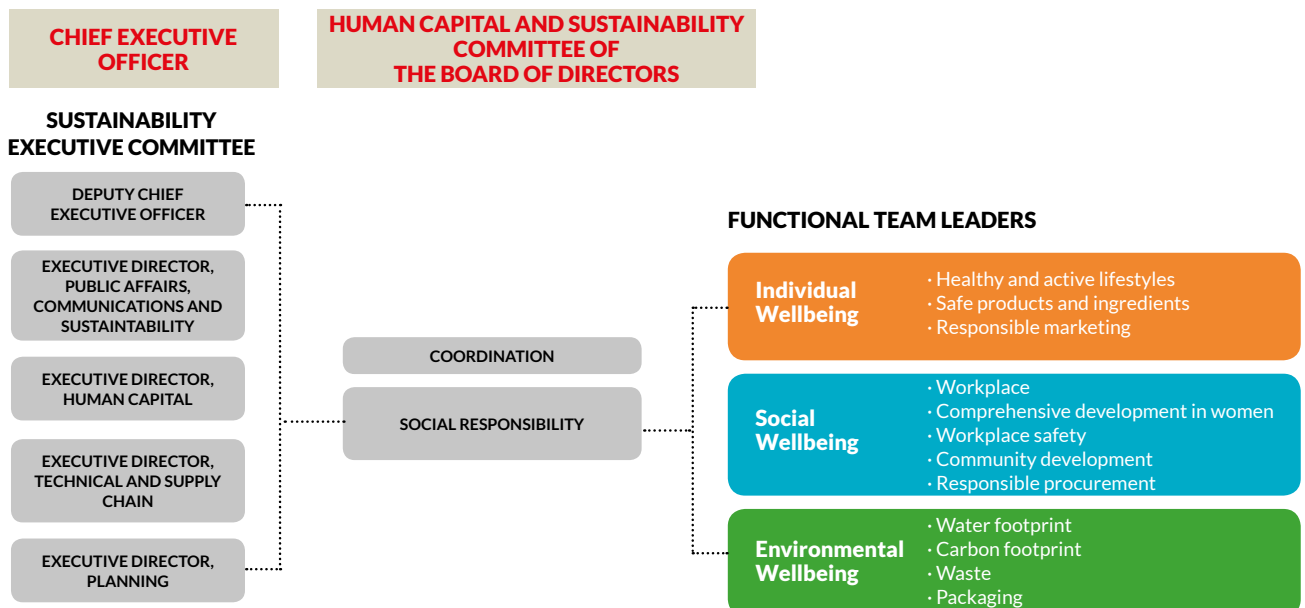 CHIEF EXECUTIVE
OFFICER
HUMAN CAPITAL AND SUSTAINABILITY
COMMITTEE OF
THE BOARD OF DIRECTORS
SUSTAINABILITY
EXECUTIVE COMMITTEE
DEPUTY CHIEF
EXECUTIVE OFFICER
EXECUTIVE DIRECTOR,
PUBLIC AFFAIRS,
COMMUNICATIONS AND
SUSTAINTABILITY
EXECUTIVE DIRECTOR,
HUMAN CAPITAL
EXECUTIVE DIRECTOR,
TECHNICAL AND SUPPLY
CHAIN
EXECUTIVE DIRECTOR,
PLANNING
COORDINATION
SOCIAL RESPONSIBILITY
FUNCTIONAL TEAM LEADERS
Individual
Wellbeing
· Healthy and active lifestyles
· Safe products and ingredients
· Responsible marketing
Social
Wellbeing
· Workplace
· Comprehensive development in women
· Workplace safety
· Community development
· Responsible procurement
Environmental
Wellbeing
· Water footprint
· Carbon footprint
· Waste
· Packaging